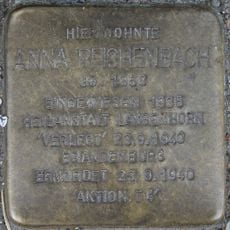 HIER WOHNTE
ANNA REICHENBACH
JG.
EINGEWIESEN
HEILANSTALT LANGENHORN
'VERLEGT' 23.9.1940
BRANDENBURG
ERMORDET 23.9.1940
'AKTION T4'